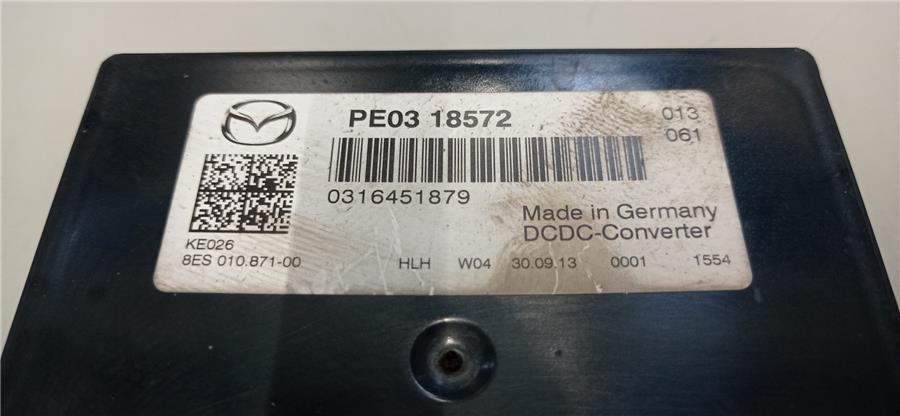 PE03 18572
013
061
0316451879
Made in Germany
DCDC-Converter
KE026
8ES 010.871-00 HLH W04 30.09.13 0001 1554